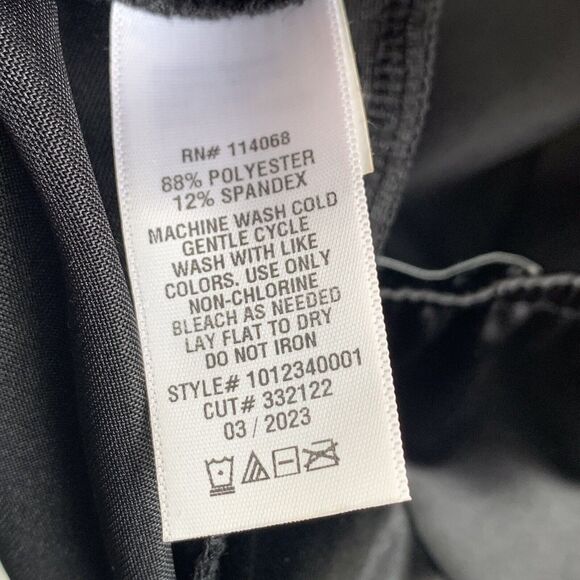 RN# 114068
88% POLYESTER
12% SPANDEX
MACHINE WASH COLD
GENTLE CYCLE
WASH WITH LIKE
COLORS. USE ONLY
NON-CHLORINE
BLEACH AS NEEDED
LAY FLAT TO DRY
DO NOT IRON
STYLE# 1012340001
CUT# 332122
03 / 2023